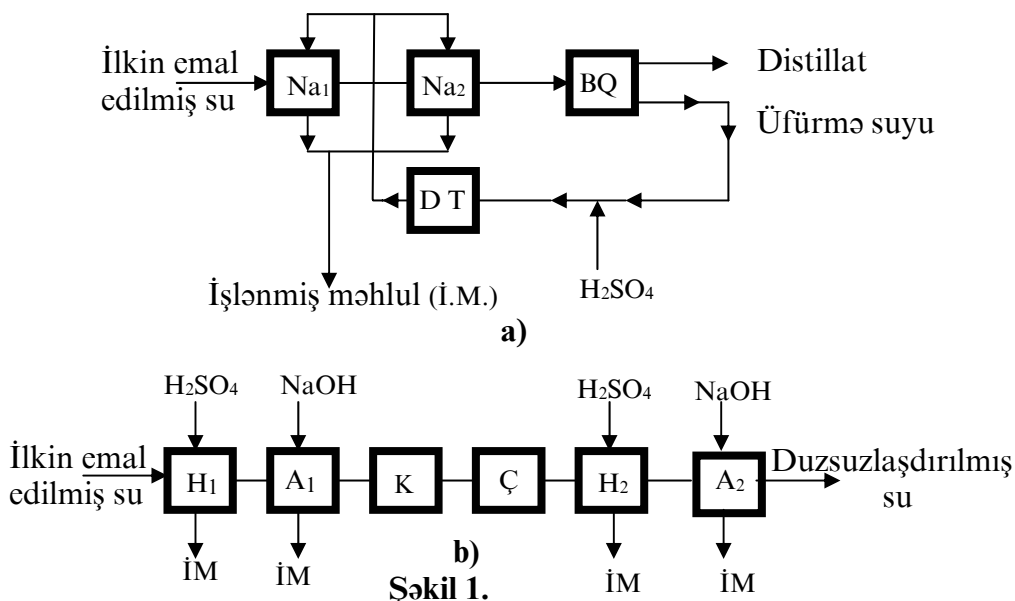 İlkin emal
edilmiş su
Na₁
Na₂
BQ
Distillat
Üfürmə suyu
D T
H₂SO₄
İşlənmiş məhlul (İ.M.)
a)
H₂SO₄
NaOH
H₂SO₄
NaOH
İlkin emal
edilmiş su
H₁
A₁
K
Ç
H₂
A₂
Duzsuzlaşdırılmış
su
İM
İM
İM
İM
b)
Şəkil 1.